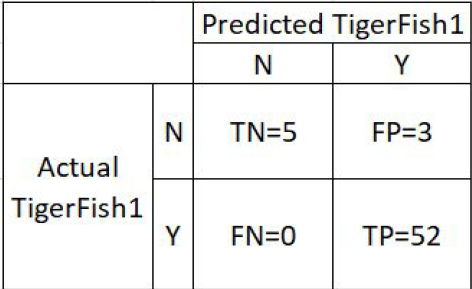 Predicted TigerFish1
N Y
Actual
TigerFish1
N TN=5 FP=3
Y FN=0 TP=52